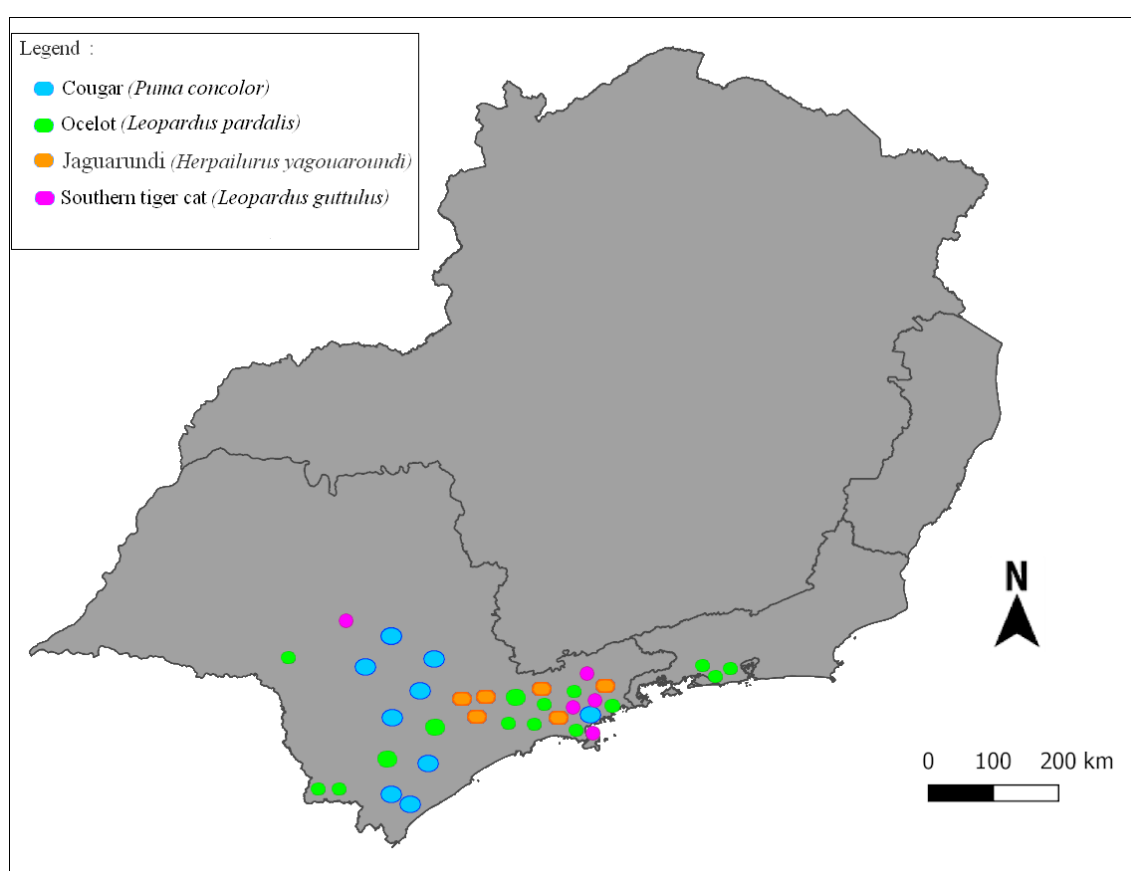 Legend :
Cougar (Puma concolor)
Ocelot (Leopardus pardalis)
Jaguarundi (Herpailurus yagouaroundi)
Southern tiger cat (Leopardus guttulus)
N
0 100 200 km